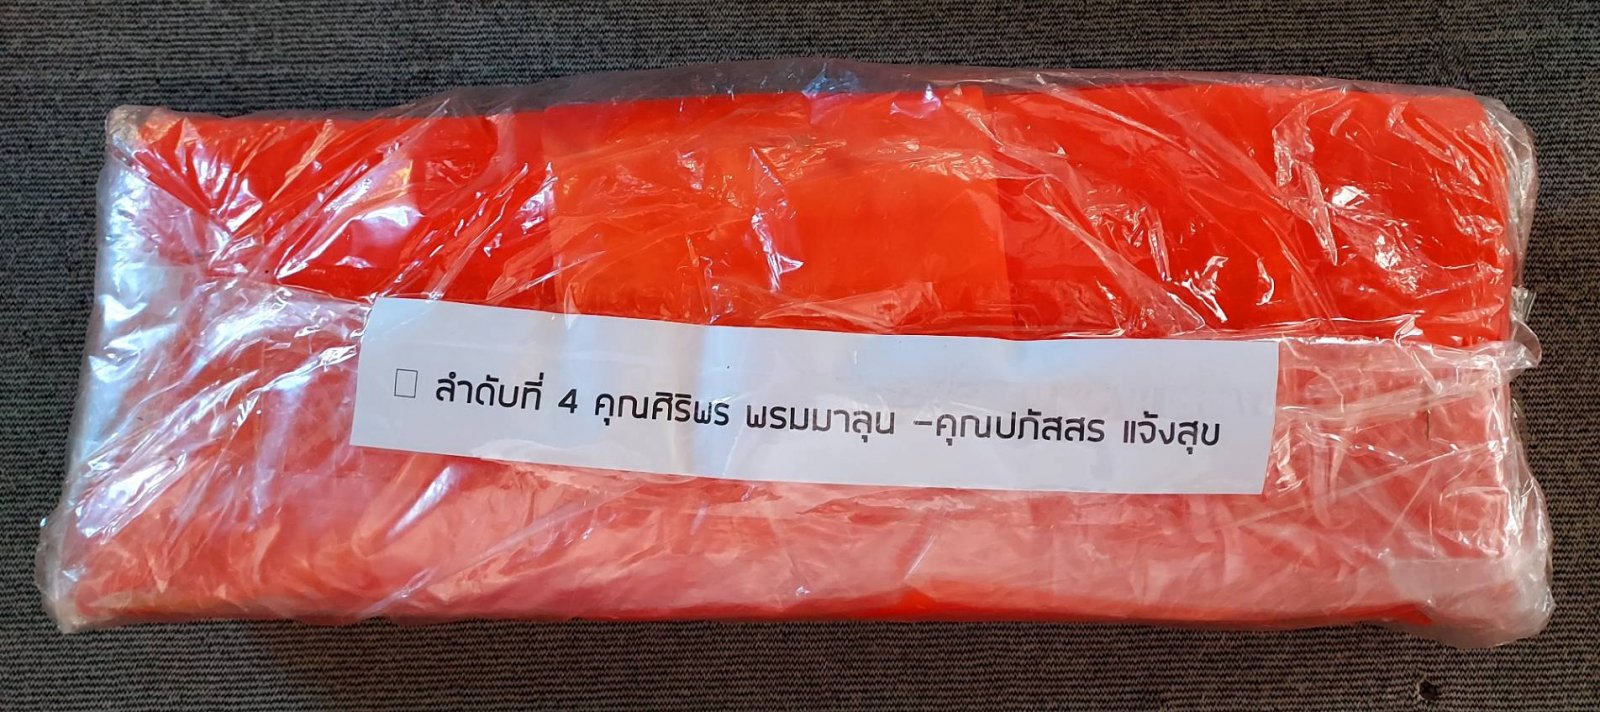 □ ลำดับที่ 4 คุณศิริพร พรมมาลุน -คุณปภัสสร แจ้งสุข